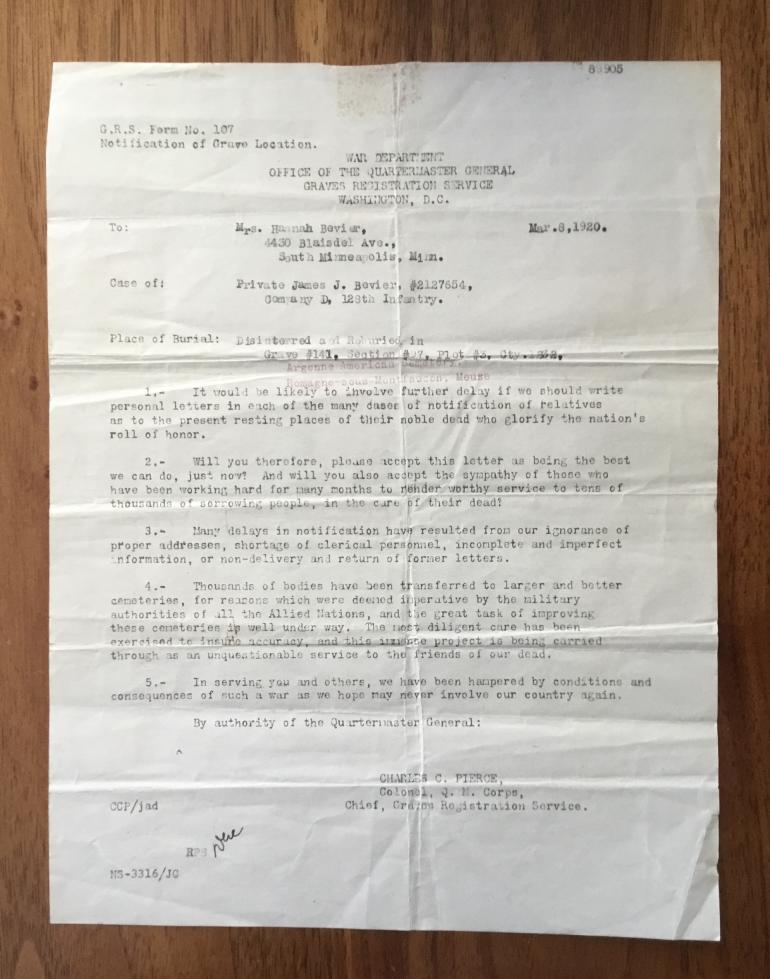 88905
G.R.S. Form No. 107
Notification of Grave Location.
WAR DEPARTMENT
OFFICE OF THE QUARTERMASTER GENERAL
GRAVES REGISTRATION SERVICE
WASHINGTON, D.C.
To: Mrs. Hannah Bevier, Mar.8,1920.
4430 Blaisdel Ave.,
South Minneapolis, Minn.
Case of: Private James J. Bevier, #2127654,
Company D, 128th Infantry.
Place of Burial: Disinterred and Reburied in
Grave #141, Section #27, Plot #3, Cty.1232,
Argonne American Cemetery,
Romagne-sous-Montfaucon, Meuse
1.- It would be likely to involve further delay if we should write
personal letters in each of the many cases of notification of relatives
as to the present resting places of their noble dead who glorify the nation's
roll of honor.
2.- Will you therefore, please accept this letter as being the best
we can do, just now? And will you also accept the sympathy of those who
have been working hard for many months to render worthy service to tens of
thousands of sorrowing people, in the care of their dead?
3.- Many delays in notification have resulted from our ignorance of
proper addresses, shortage of clerical personnel, incomplete and imperfect
information, or non-delivery and return of former letters.
4.- Thousands of bodies have been transferred to larger and better
cemeteries, for reasons which were deemed imperative by the military
authorities of all the Allied Nations, and the great task of improving
these cemeteries is well under way. The most diligent care has been
exercised to insure accuracy, and this immense project is being carried
through as an unquestionable service to the friends of our dead.
5.- In serving you and others, we have been hampered by conditions and
consequences of such a war as we hope may never involve our country again.
By authority of the Quartermaster General:
CHARLES C. PIERCE,
Colonel, Q. M. Corps,
CCP/jad Chief, Graves Registration Service.
RPS
NS-3316/JG